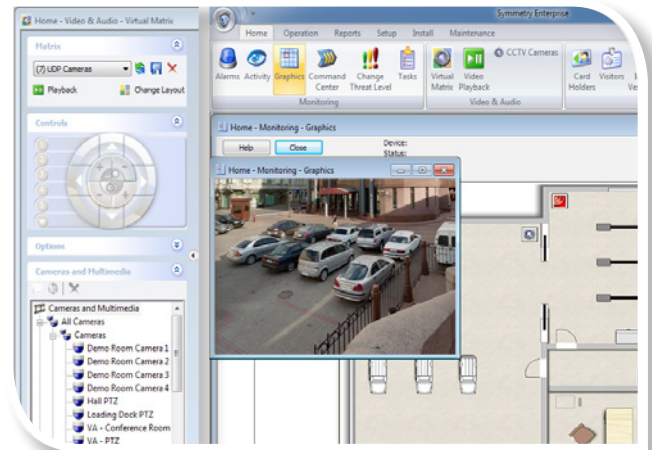 Home - Video & Audio - Virtual Matrix
Matrix
(7) UDP Cameras
Playback
Change Layout
Controls
Options
Cameras and Multimedia
Cameras and Multimedia
All Cameras
Cameras
Demo Room Camera 1
Demo Room Camera 2
Demo Room Camera 3
Demo Room Camera 4
Hall PTZ
Loading Dock PTZ
VA - Conference Room
VA - PTZ
Symmetry Enterprise
Home
Operation
Reports
Setup
Install
Maintenance
Alarms
Activity
Graphics
Command
Center
Change
Threat Level
Tasks
Monitoring
Virtual
Matrix
Video
Playback
CCTV Cameras
Video & Audio
Card
Holders
Visitors
Home - Monitoring - Graphics
Help
Close
Device:
Status:
Home - Monitoring - Graphics